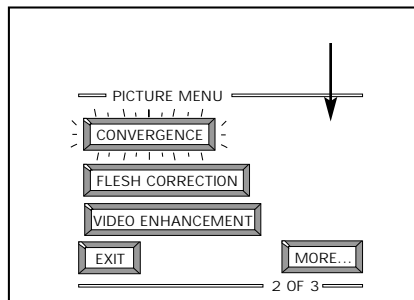 PICTURE MENU
CONVERGENCE
FLESH CORRECTION
VIDEO ENHANCEMENT
EXIT MORE...
2 OF 3